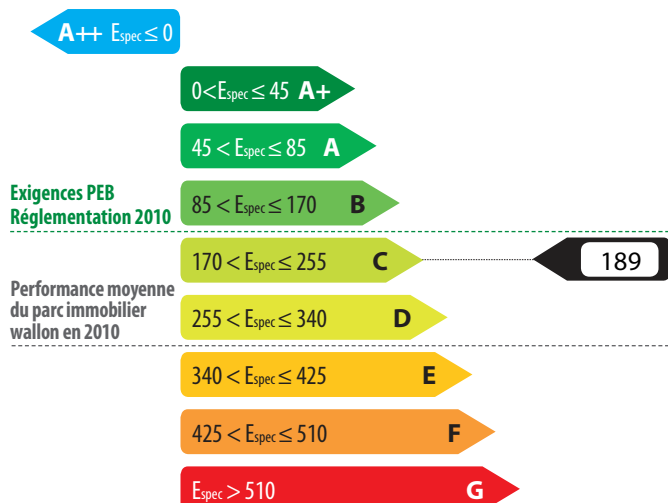 A++ Espec ≤ 0
0 < Espec ≤ 45 A+
45 < Espec ≤ 85 A
Exigences PEB
Réglementation 2010
85 < Espec ≤ 170 B
170 < Espec ≤ 255 C
189
Performance moyenne
du parc immobilier
wallon en 2010
255 < Espec ≤ 340 D
340 < Espec ≤ 425 E
425 < Espec ≤ 510 F
Espec > 510 G